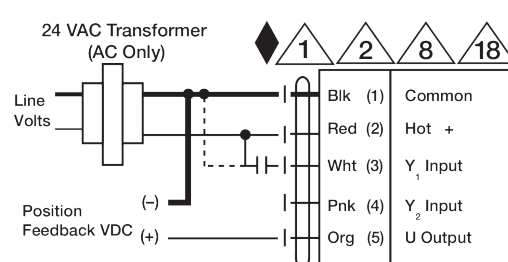 24 VAC Transformer
(AC Only)
1 2 8 18
Line
Volts
Blk (1) Common
Red (2) Hot +
Wht (3) Y1 Input
(–)
Pnk (4) Y2 Input
Position
Feedback VDC (+)
Org (5) U Output